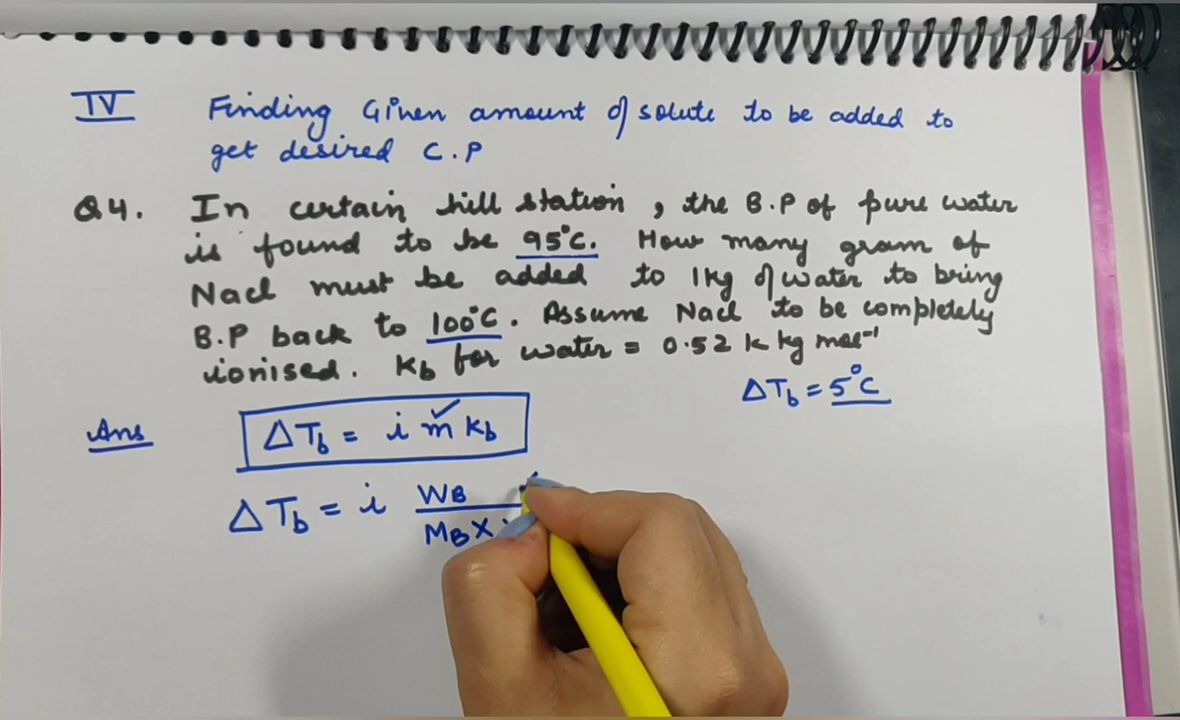 IV Finding Given amount of solute to be added to
get desired C.P
Q4. In certain hill station, the B.P of pure water
is found to be 95°C. How many gram of
Nacl must be added to 1kg of water to bring
B.P back to 100°C. Assume Nacl to be completely
ionised. Kb for water = 0.52 k kg mol⁻¹
ΔTb = 5°C
Ans ΔTb = i m kb
ΔTb = i WB
MB X